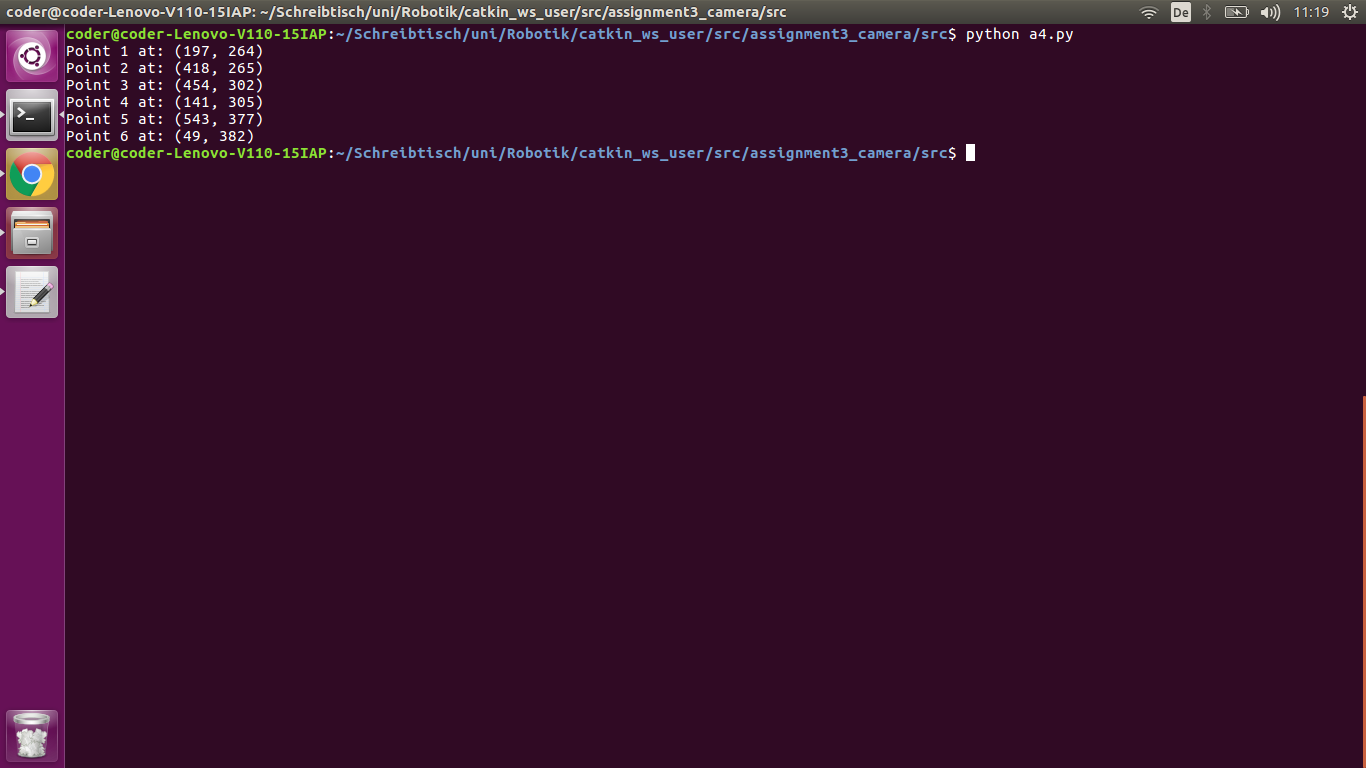 coder@coder-Lenovo-V110-15IAP: ~/Schreibtisch/uni/Robotik/catkin_ws_user/src/assignment3_camera/src De 11:19
coder@coder-Lenovo-V110-15IAP:~/Schreibtisch/uni/Robotik/catkin_ws_user/src/assignment3_camera/src$ python a4.py
Point 1 at: (197, 264)
Point 2 at: (418, 265)
Point 3 at: (454, 302)
Point 4 at: (141, 305)
Point 5 at: (543, 377)
Point 6 at: (49, 382)
coder@coder-Lenovo-V110-15IAP:~/Schreibtisch/uni/Robotik/catkin_ws_user/src/assignment3_camera/src$